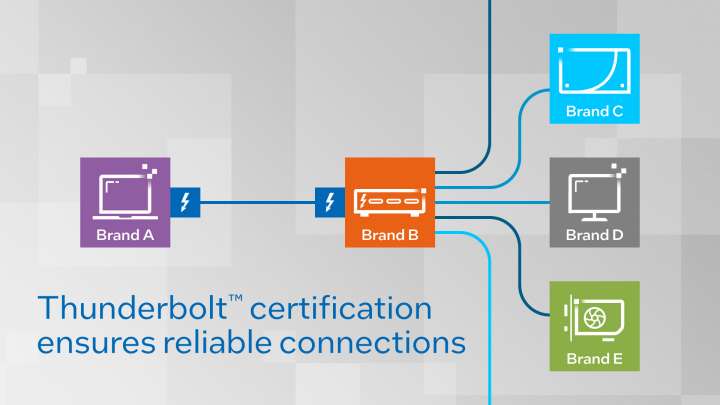 Brand C
Brand A
Brand B
Brand D
Brand E
Thunderbolt™ certification
ensures reliable connections